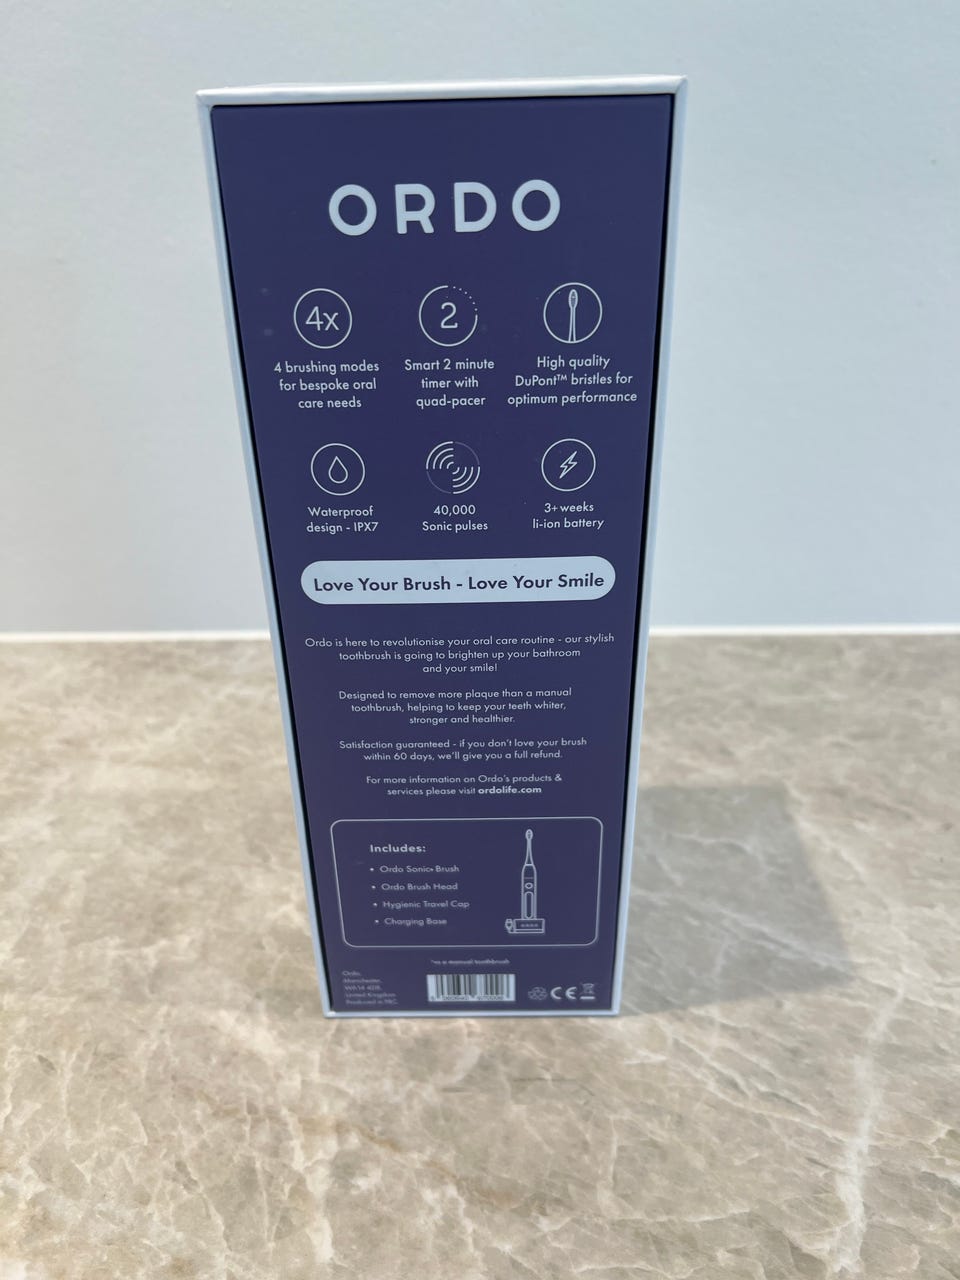 ORDO
4x
2
4 brushing modes
for bespoke oral
care needs
Smart 2 minute
timer with
quad-pacer
High quality
DuPont™ bristles for
optimum performance
Waterproof
design - IPX7
40,000
Sonic pulses
3+ weeks
li-ion battery
Love Your Brush - Love Your Smile
Ordo is here to revolutionise your oral care routine - our stylish
toothbrush is going to brighten up your bathroom
and your smile!
Designed to remove more plaque than a manual
toothbrush, helping to keep your teeth whiter,
stronger and healthier.
Satisfaction guaranteed - if you don't love your brush
within 60 days, we'll give you a full refund.
For more information on Ordo's products &
services please visit ordolife.com
Includes:
• Ordo Sonic+ Brush
• Ordo Brush Head
• Hygienic Travel Cap
• Charging Base
*vs a manual toothbrush
Ordo,
Manchester,
United Kingdom
Produced in PRC
CE